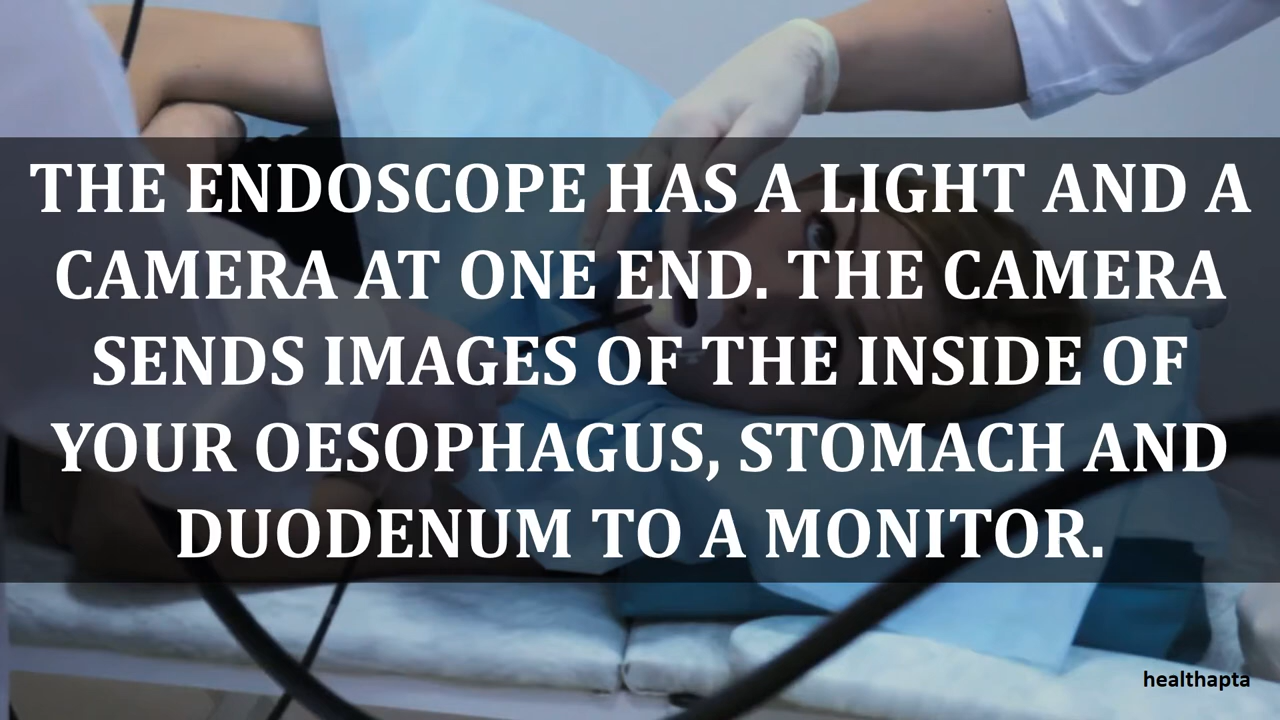 THE ENDOSCOPE HAS A LIGHT AND A
CAMERA AT ONE END. THE CAMERA
SENDS IMAGES OF THE INSIDE OF
YOUR OESOPHAGUS, STOMACH AND
DUODENUM TO A MONITOR.
healthapta